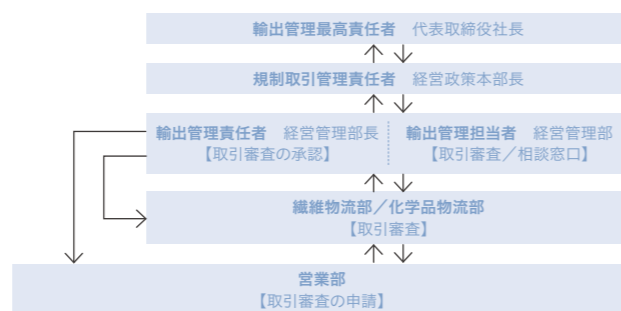 輸出管理最高責任者 代表取締役社長
規制取引管理責任者 経営政策本部長
輸出管理責任者 経営管理部長
【取引審査の承認】
輸出管理担当者 経営管理部
【取引審査／相談窓口】
繊維物流部／化学品物流部
【取引審査】
営業部
【取引審査の申請】